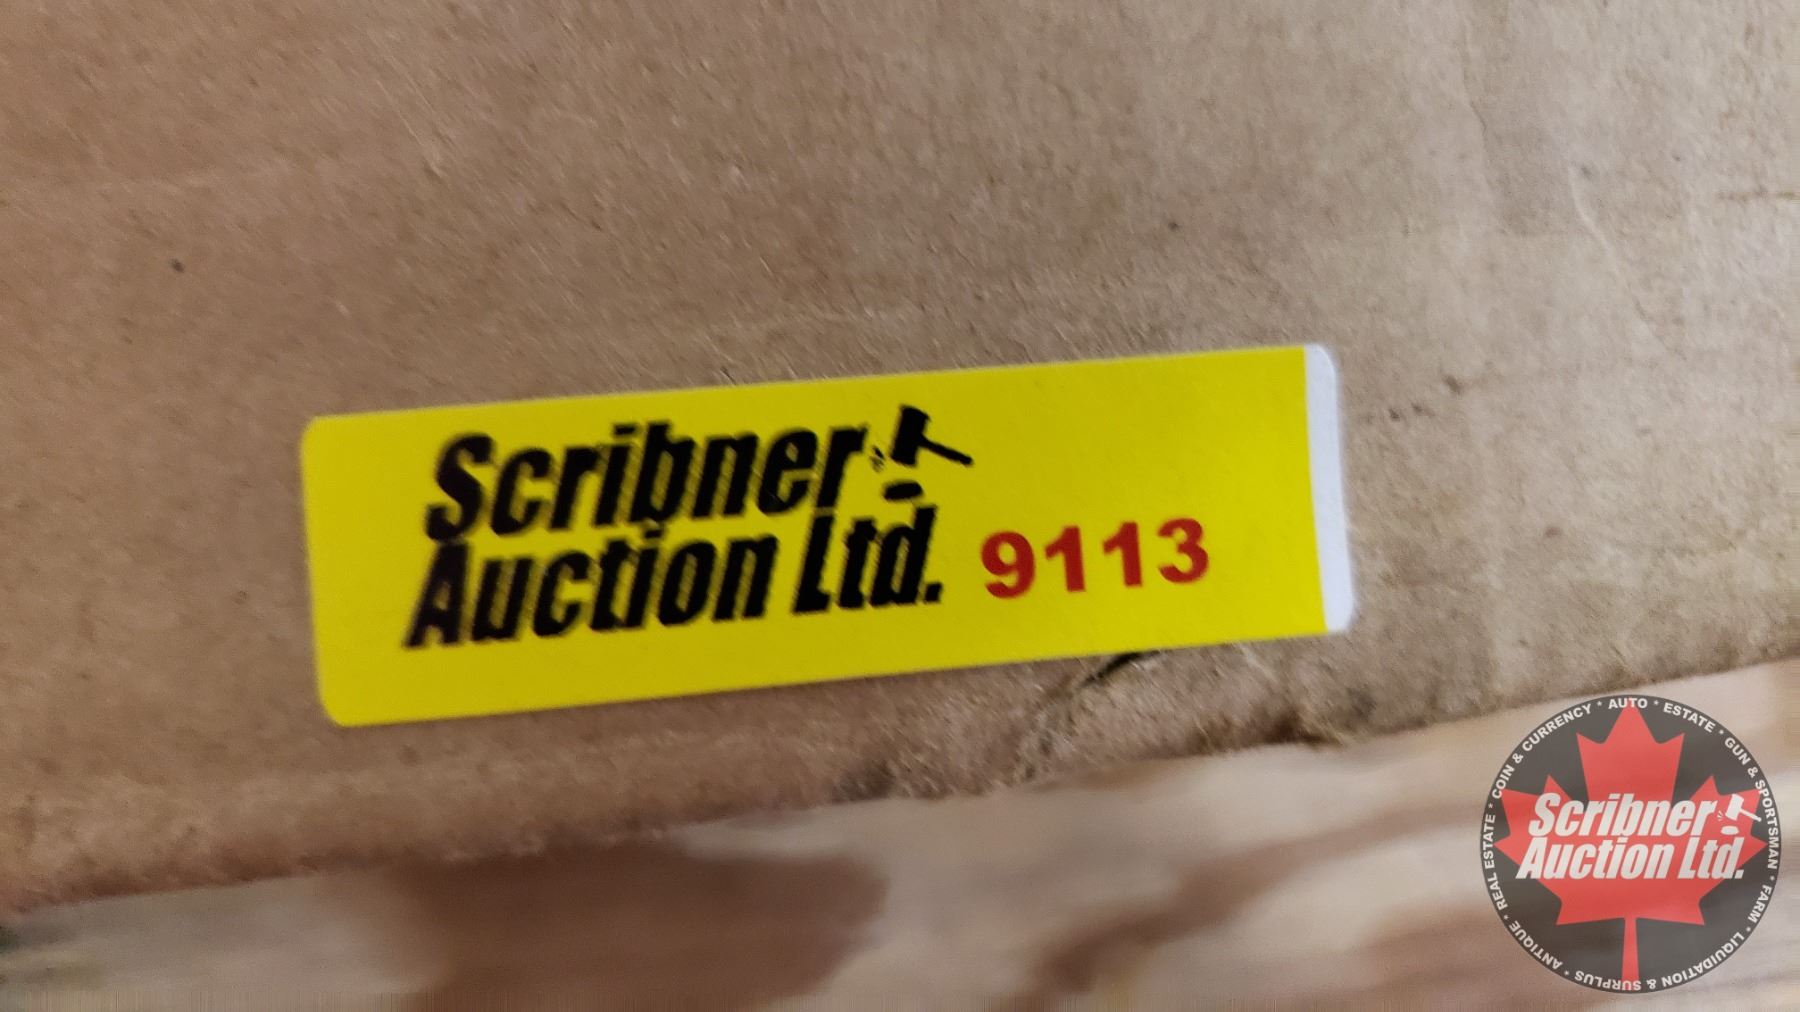 Scribner
Auction Ltd. 9113
REAL ESTATE * COIN & CURRENCY * AUTO * ESTATE * GUN & SPORTSMAN * FARM * LIQUIDATION & SURPLUS * ANTIQUE *
Scribner
Auction Ltd.